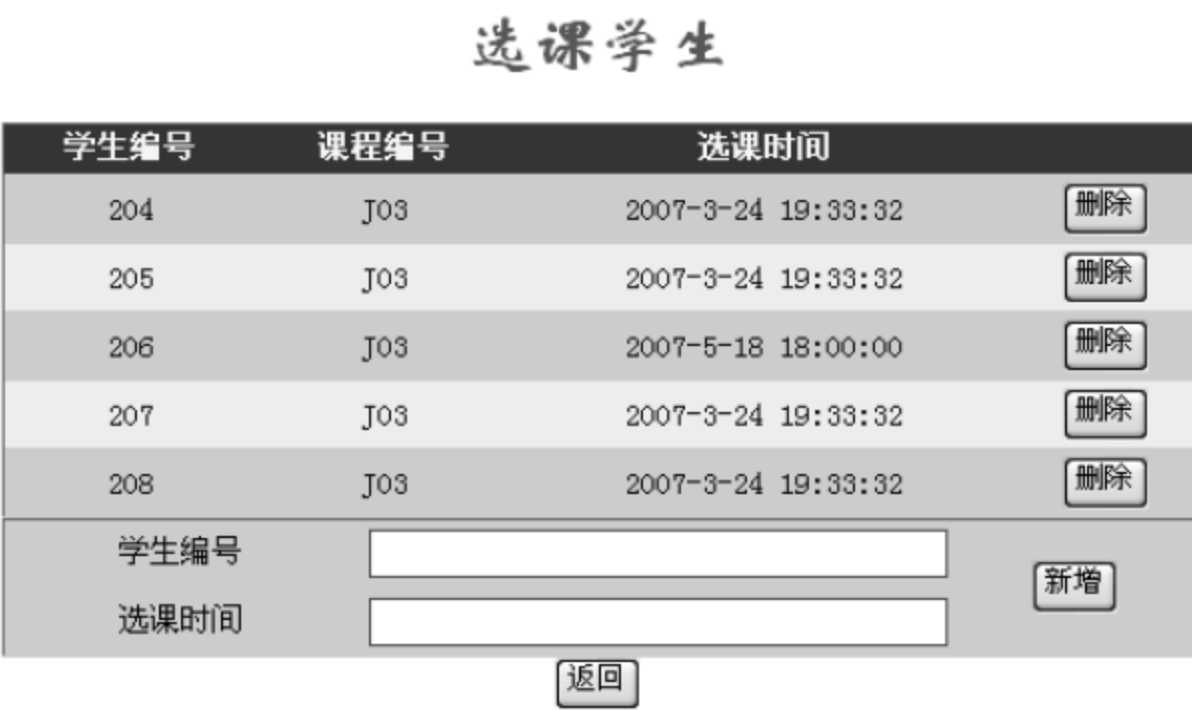 选课学生
学生编号 课程编号 选课时间
204 J03 2007-3-24 19:33:32 删除
205 J03 2007-3-24 19:33:32 删除
206 J03 2007-5-18 18:00:00 删除
207 J03 2007-3-24 19:33:32 删除
208 J03 2007-3-24 19:33:32 删除
学生编号
新增
选课时间
返回